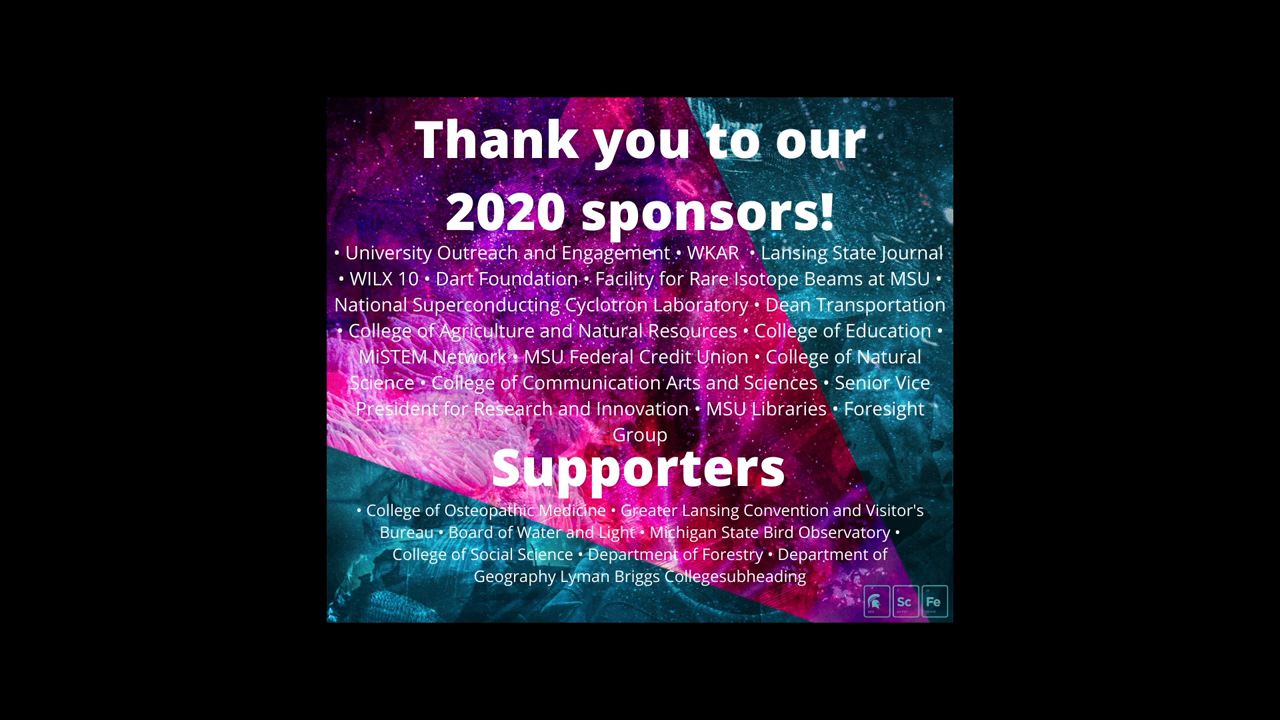 Thank you to our
2020 sponsors!
• University Outreach and Engagement • WKAR  • Lansing State Journal
• WILX 10 • Dart Foundation • Facility for Rare Isotope Beams at MSU •
National Superconducting Cyclotron Laboratory • Dean Transportation
• College of Agriculture and Natural Resources • College of Education •
MiSTEM Network • MSU Federal Credit Union • College of Natural
Science • College of Communication Arts and Sciences • Senior Vice
President for Research and Innovation • MSU Libraries • Foresight
Group
Supporters
• College of Osteopathic Medicine • Greater Lansing Convention and Visitor's
Bureau • Board of Water and Light • Michigan State Bird Observatory •
College of Social Science • Department of Forestry • Department of
Geography Lyman Briggs Collegesubheading
Sc Fe